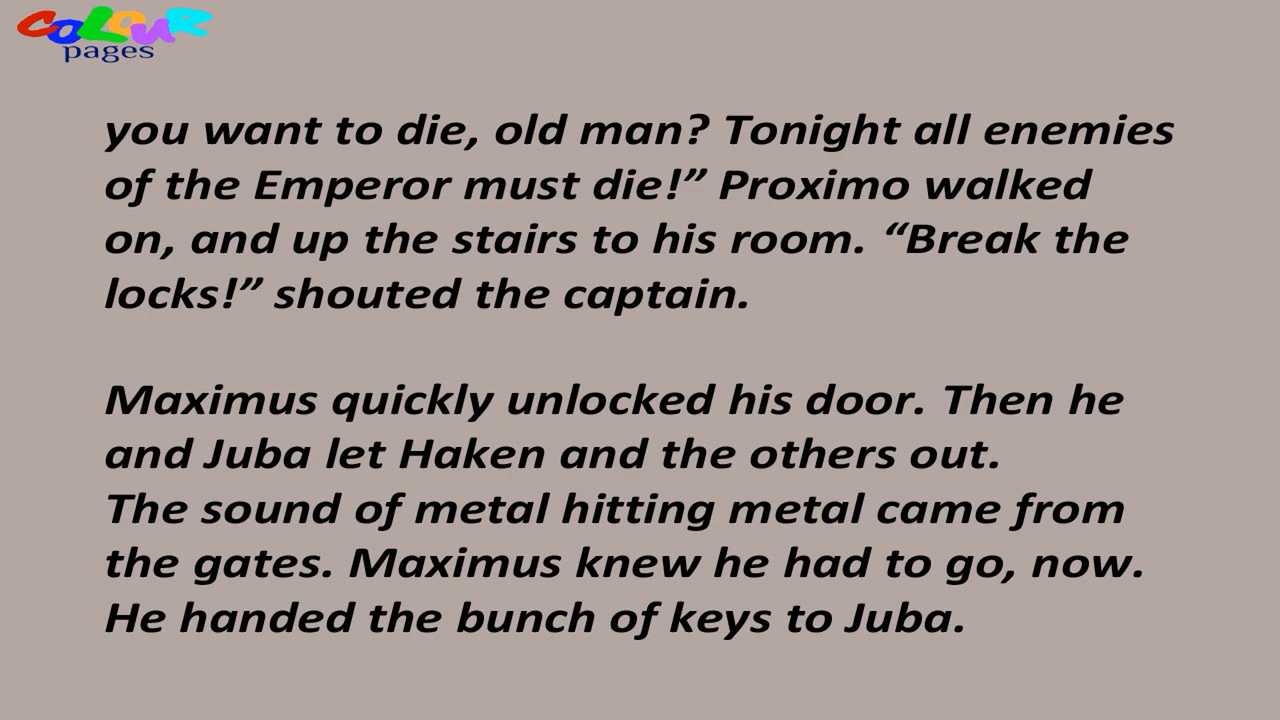 COLOUR
pages
you want to die, old man? Tonight all enemies
of the Emperor must die!” Proximo walked
on, and up the stairs to his room. “Break the
locks!” shouted the captain.
Maximus quickly unlocked his door. Then he
and Juba let Haken and the others out.
The sound of metal hitting metal came from
the gates. Maximus knew he had to go, now.
He handed the bunch of keys to Juba.